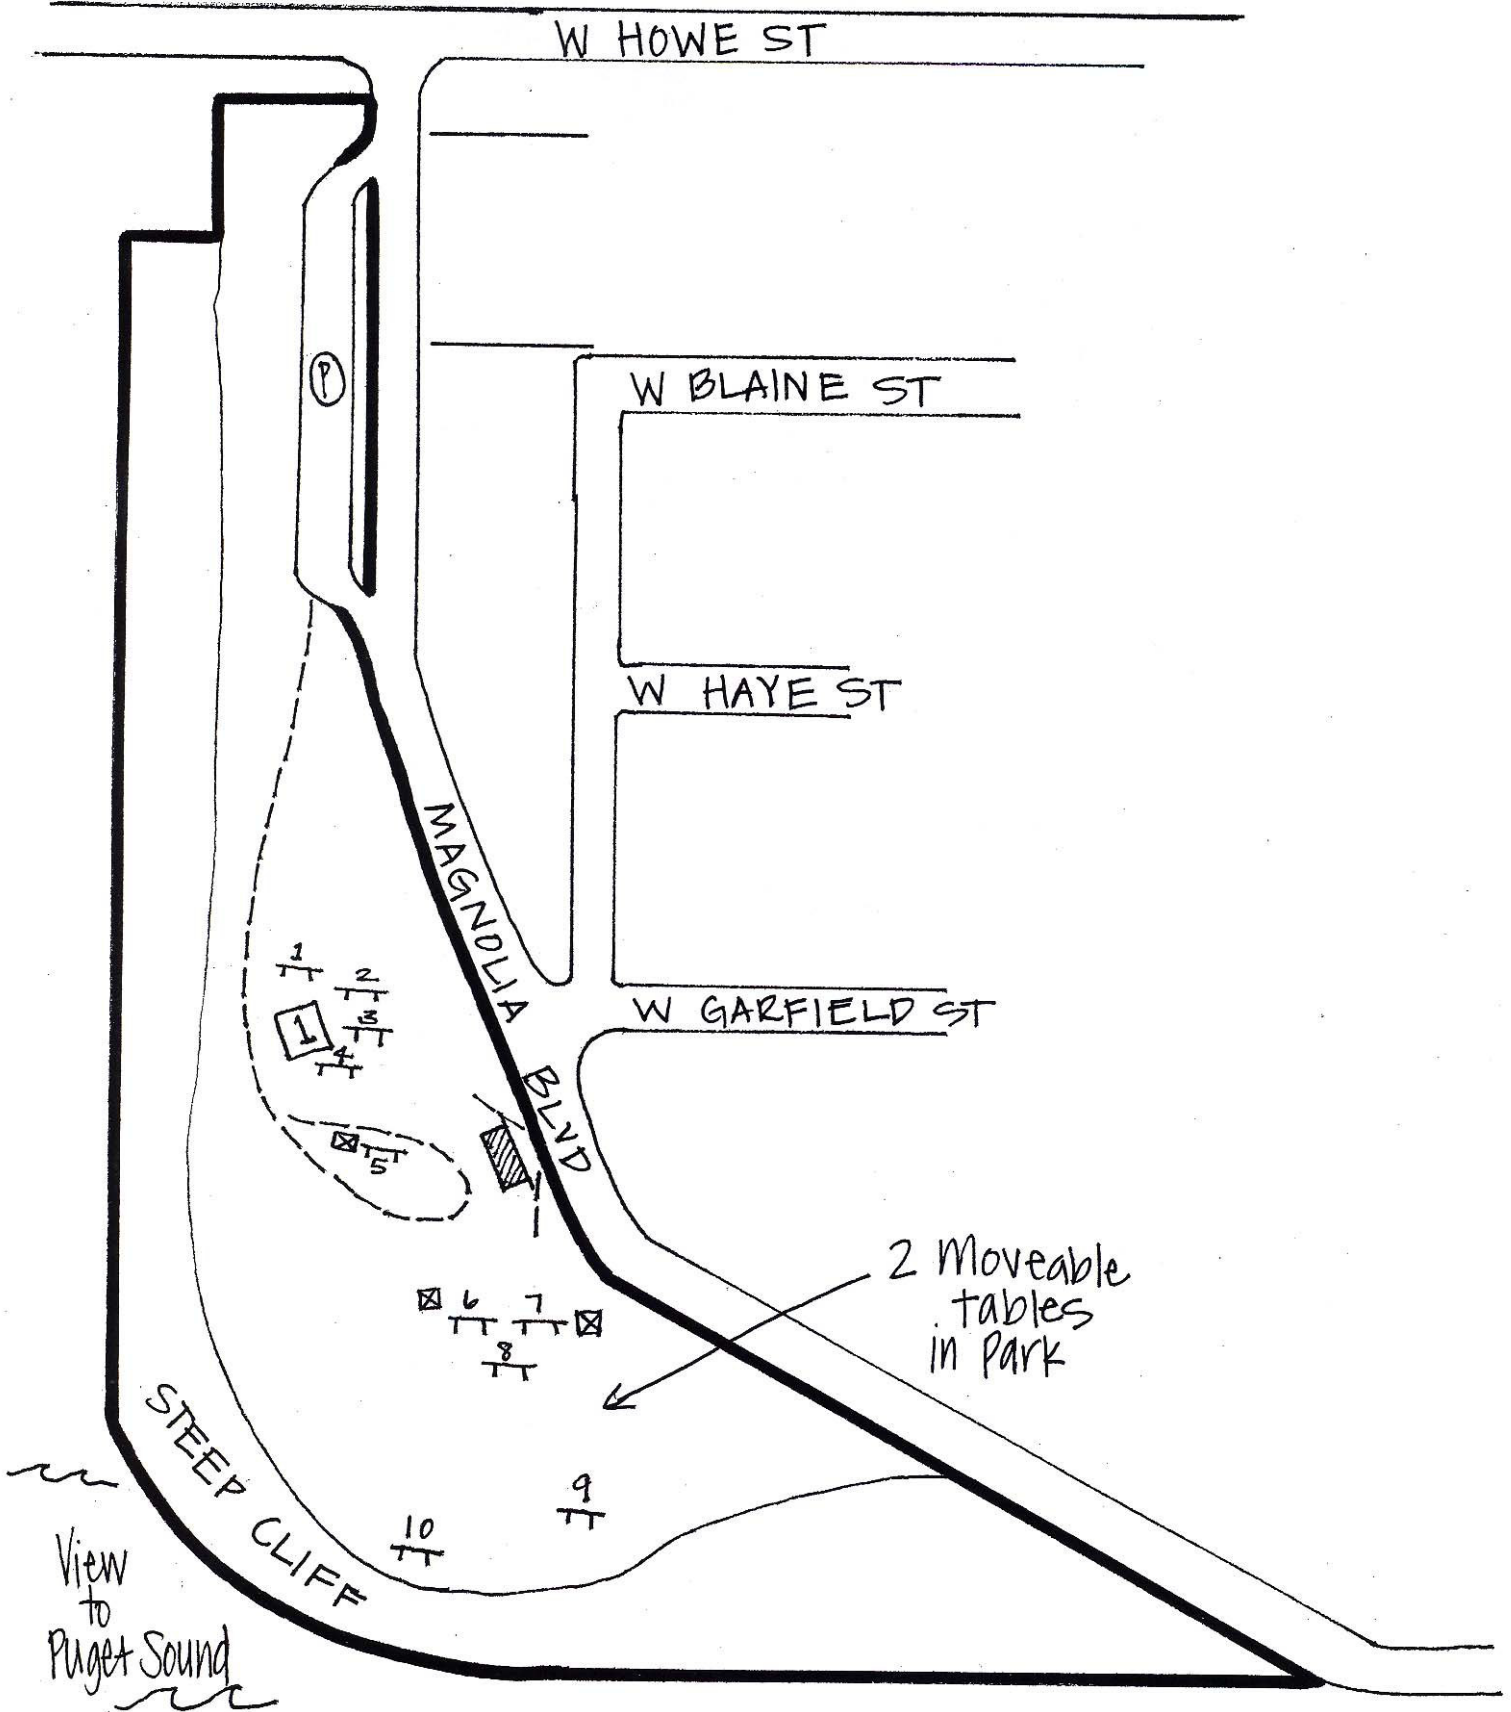 W HOWE ST
P
W BLAINE ST
W HAYE ST
MAGNOLIA BLVD
1
2
W GARFIELD ST
1
3
4
5
2 Moveable
tables
in Park
6
7
8
STEEP CLIFF
9
10
View
to
Puget Sound